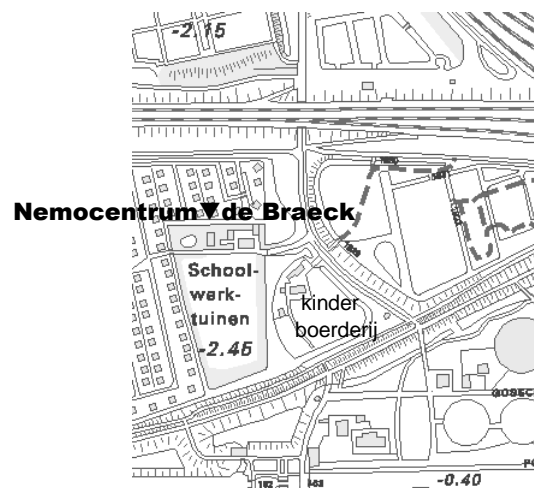 -2.15
Nemocentrum▼de Braeck
School-
werk-
tuinen
-2.45
kinder
boerderij
-0.40